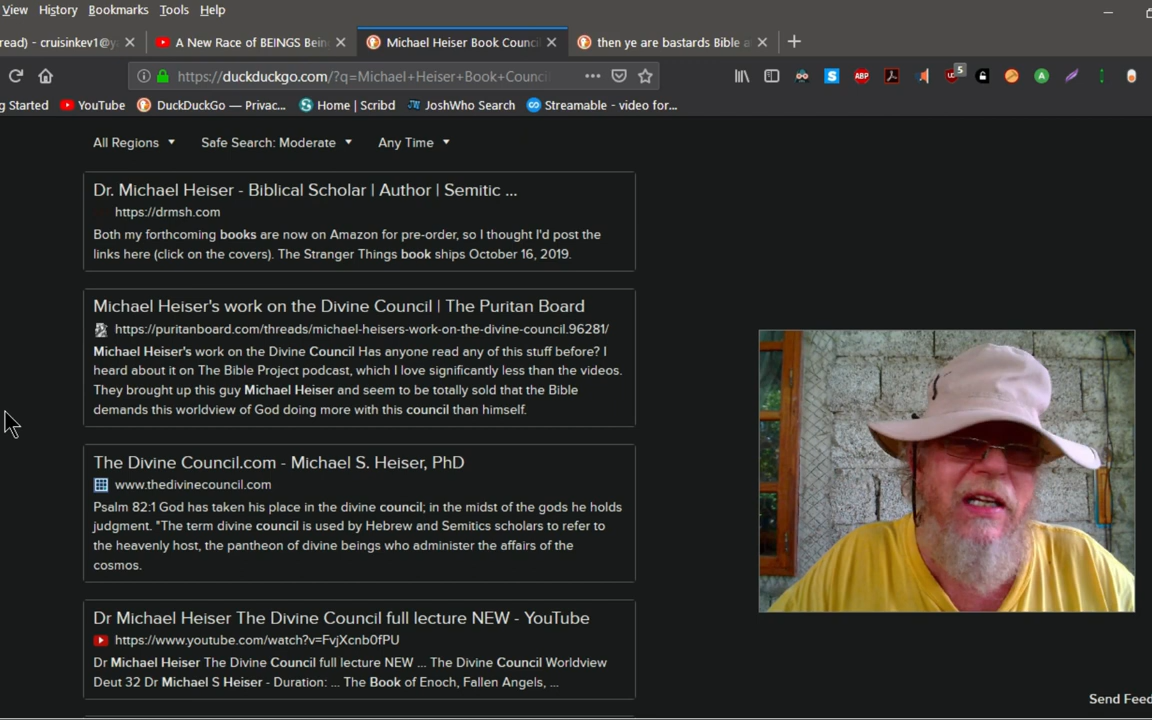 View History Bookmarks Tools Help
read) - cruisinkev1@y
A New Race of BEINGS Bein
Michael Heiser Book Counci
then ye are bastards Bible a
https://duckduckgo.com/?q=Michael+Heiser+Book+Counci
5
ABP
S
A
g Started YouTube DuckDuckGo — Privac... Home | Scribd JoshWho Search Streamable - video for...
All Regions Safe Search: Moderate Any Time
Dr. Michael Heiser - Biblical Scholar | Author | Semitic ...
https://drmsh.com
Both my forthcoming books are now on Amazon for pre-order, so I thought I'd post the
links here (click on the covers). The Stranger Things book ships October 16, 2019.
Michael Heiser's work on the Divine Council | The Puritan Board
https://puritanboard.com/threads/michael-heisers-work-on-the-divine-council.96281/
Michael Heiser's work on the Divine Council Has anyone read any of this stuff before? I
heard about it on The Bible Project podcast, which I love significantly less than the videos.
They brought up this guy Michael Heiser and seem to be totally sold that the Bible
demands this worldview of God doing more with this council than himself.
The Divine Council.com - Michael S. Heiser, PhD
www.thedivinecouncil.com
Psalm 82:1 God has taken his place in the divine council; in the midst of the gods he holds
judgment. "The term divine council is used by Hebrew and Semitics scholars to refer to
the heavenly host, the pantheon of divine beings who administer the affairs of the
cosmos.
Dr Michael Heiser The Divine Council full lecture NEW - YouTube
https://www.youtube.com/watch?v=FvjXcnb0fPU
Dr Michael Heiser The Divine Council full lecture NEW ... The Divine Council Worldview
Deut 32 Dr Michael S Heiser - Duration: ... The Book of Enoch, Fallen Angels, ...
Send Feed